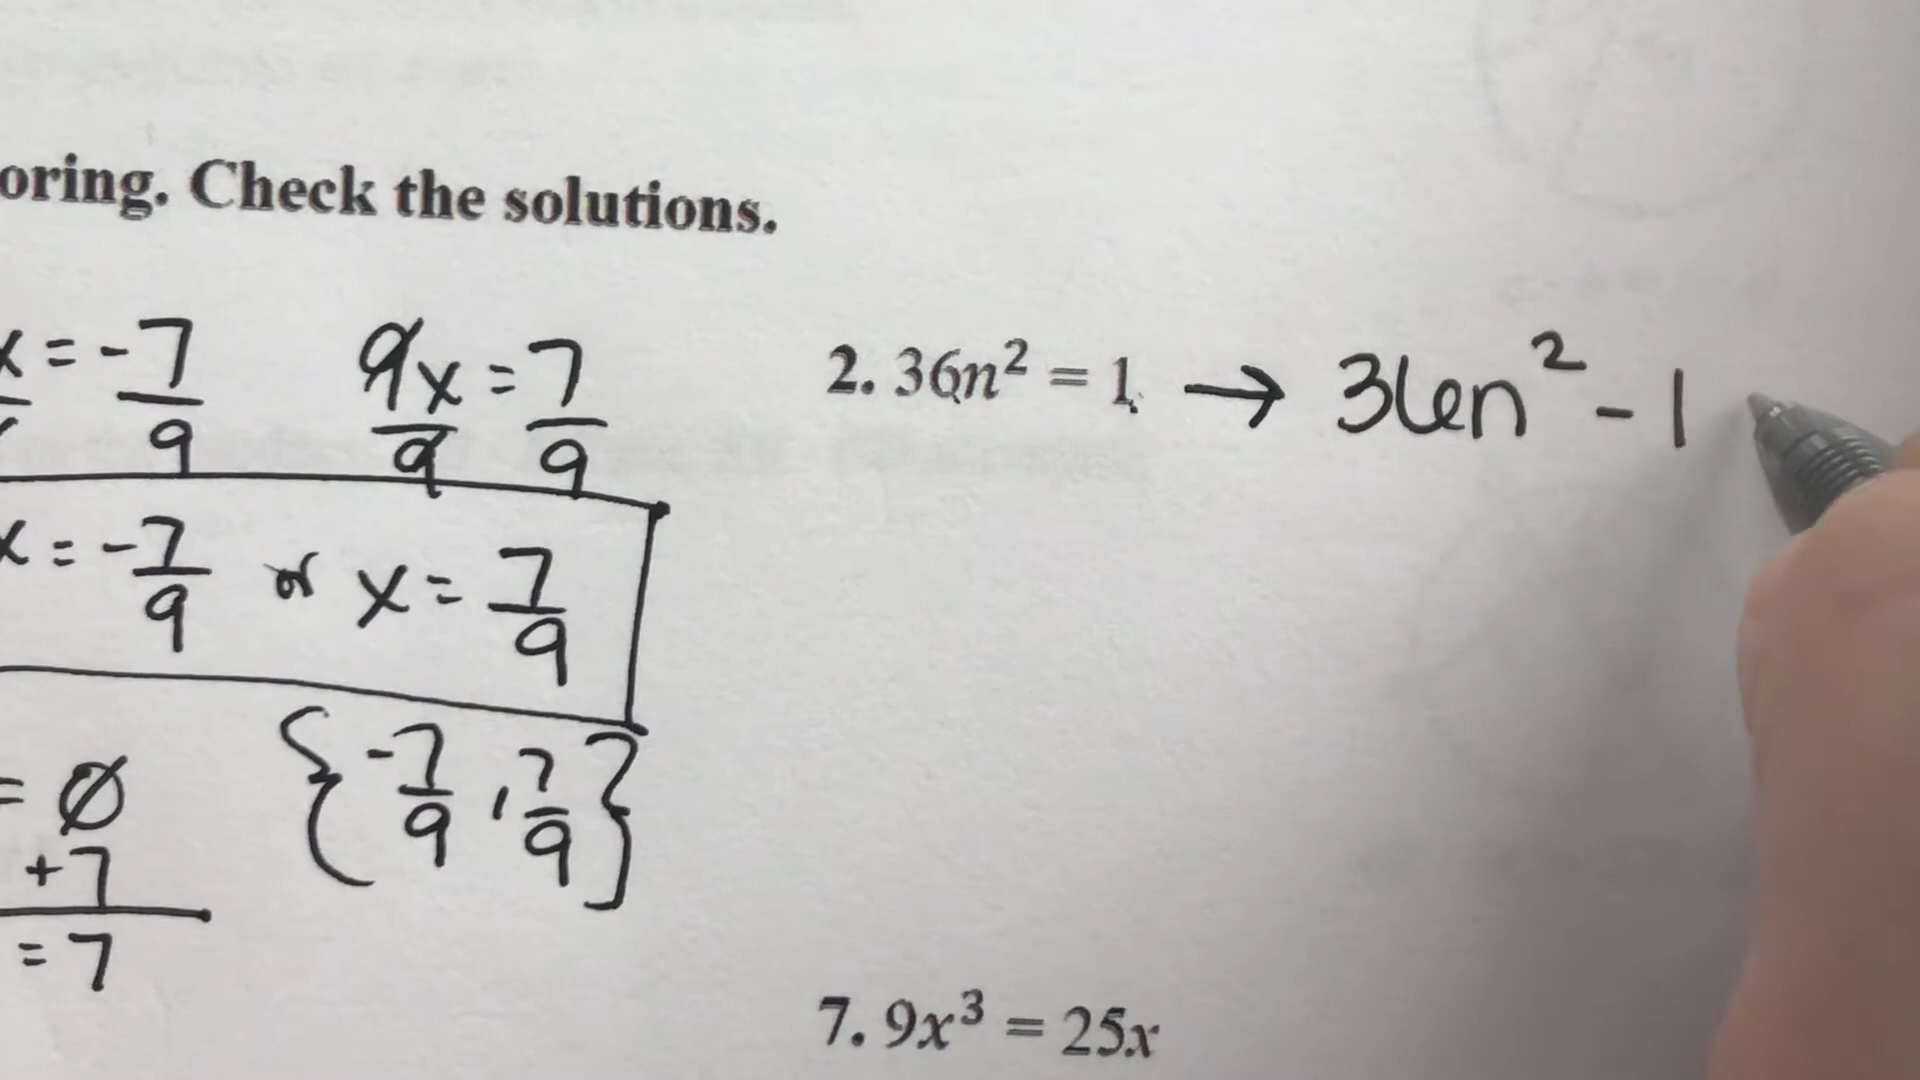 oring. Check the solutions.
x = -7/9 9x/9 = 7/9
x = -7/9 or x = 7/9
= 0
+7
= 7
{-7/9, 7/9}
2. 36n² = 1 → 36n² - 1
7. 9x³ = 25x